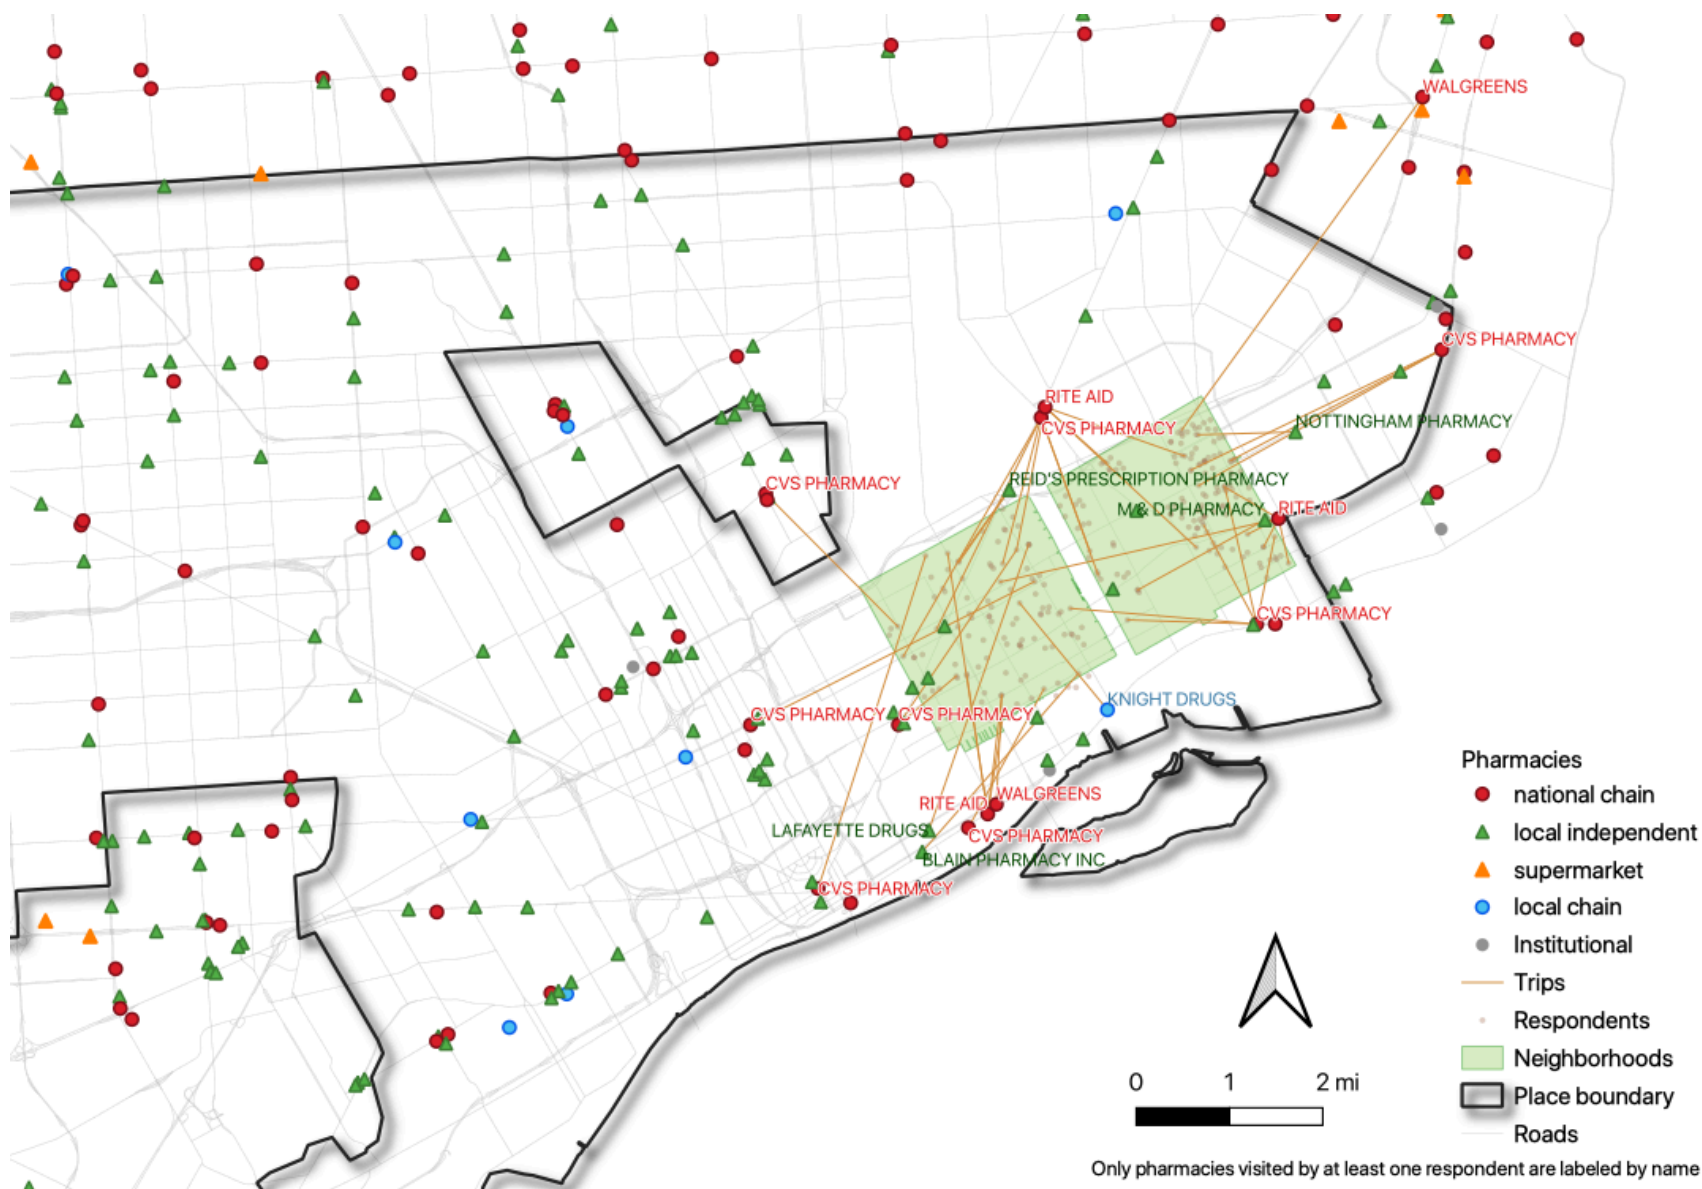 WALGREENS
CVS PHARMACY
RITE AID
NOTTINGHAM PHARMACY
CVS PHARMACY
REID'S PRESCRIPTION PHARMACY
CVS PHARMACY
M & D PHARMACY
RITE AID
CVS PHARMACY
KNIGHT DRUGS
CVS PHARMACY
CVS PHARMACY
RITE AID
WALGREENS
LAFAYETTE DRUGS
CVS PHARMACY
BLAIN PHARMACY INC
CVS PHARMACY
Pharmacies
national chain
local independent
supermarket
local chain
Institutional
Trips
Respondents
Neighborhoods
Place boundary
Roads
0 1 2 mi
Only pharmacies visited by at least one respondent are labeled by name